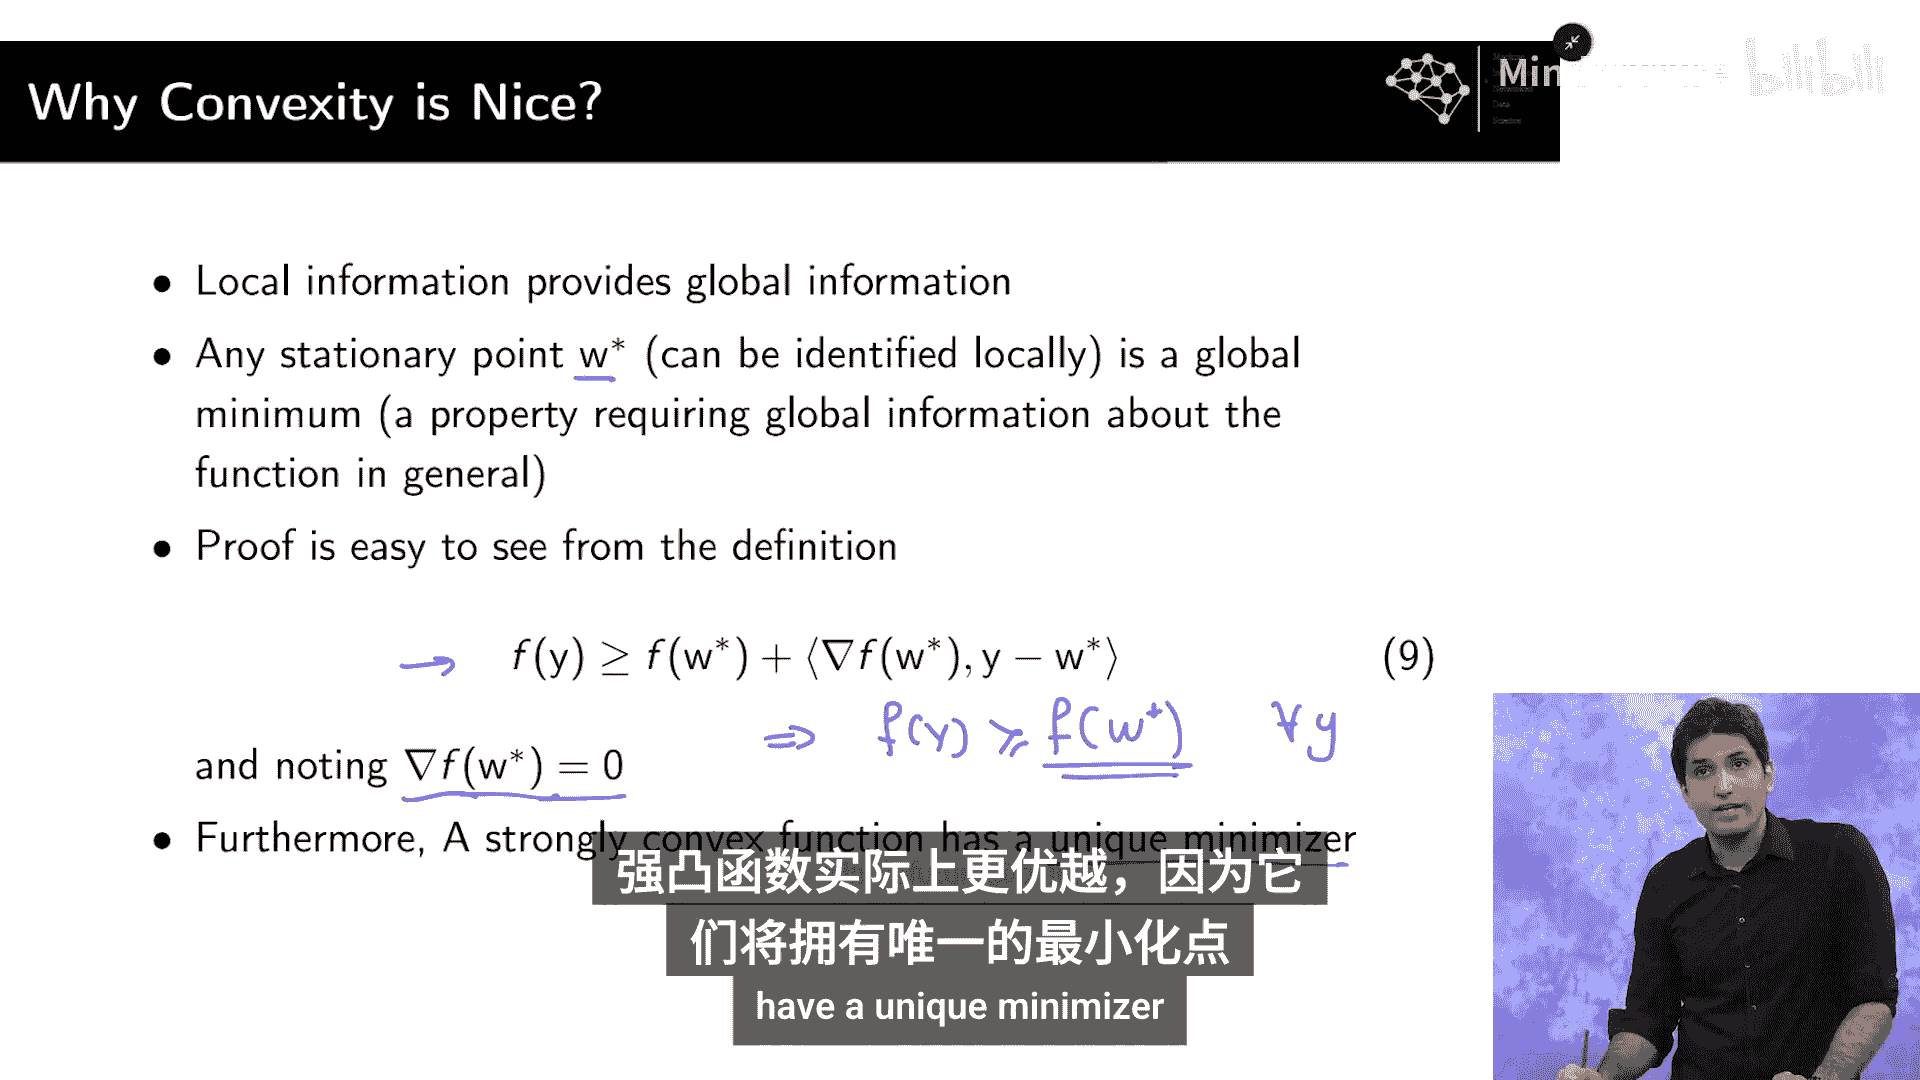 Why Convexity is Nice?
Min
bilibili
Data
Science
• Local information provides global information
• Any stationary point w* (can be identified locally) is a global
minimum (a property requiring global information about the
function in general)
• Proof is easy to see from the definition
→ f(y) ≥ f(w*) + ⟨∇f(w*), y − w*⟩ (9)
⇒ f(y) ≥ f(w*) ∀y
and noting ∇f(w*) = 0
• Furthermore, A strongly convex function has a unique minimizer
强凸函数实际上更优越，因为它
们将拥有唯一的最小化点
have a unique minimizer